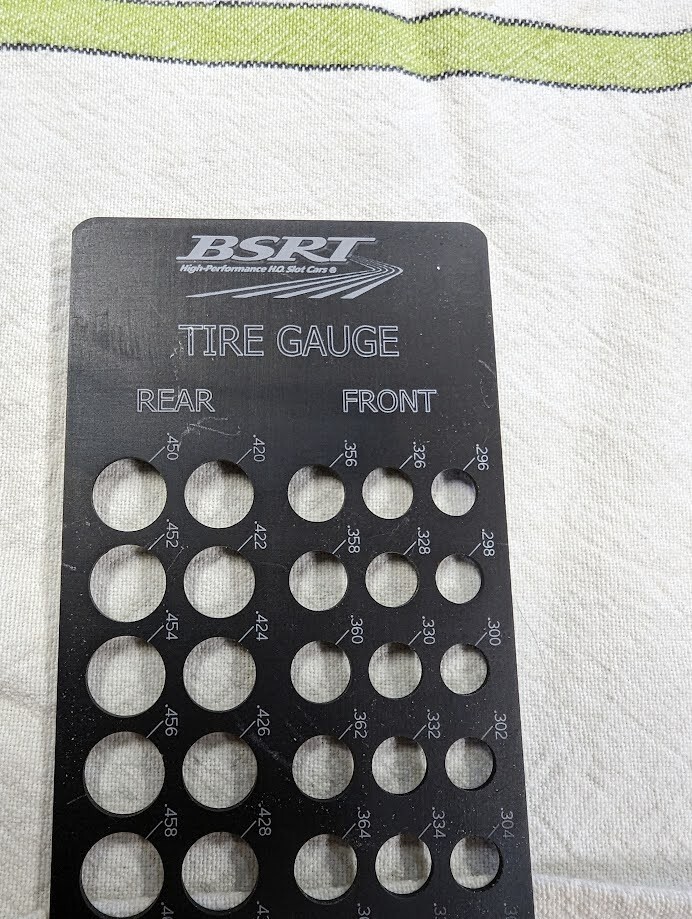 BSRT
High-Performance H.O. Slot Cars ®
TIRE GAUGE
REAR FRONT
.450 .420 .356 .326 .296
.452 .422 .358 .328 .298
.454 .424 .360 .330 .300
.456 .426 .362 .332 .302
.458 .428 .364 .334 .304